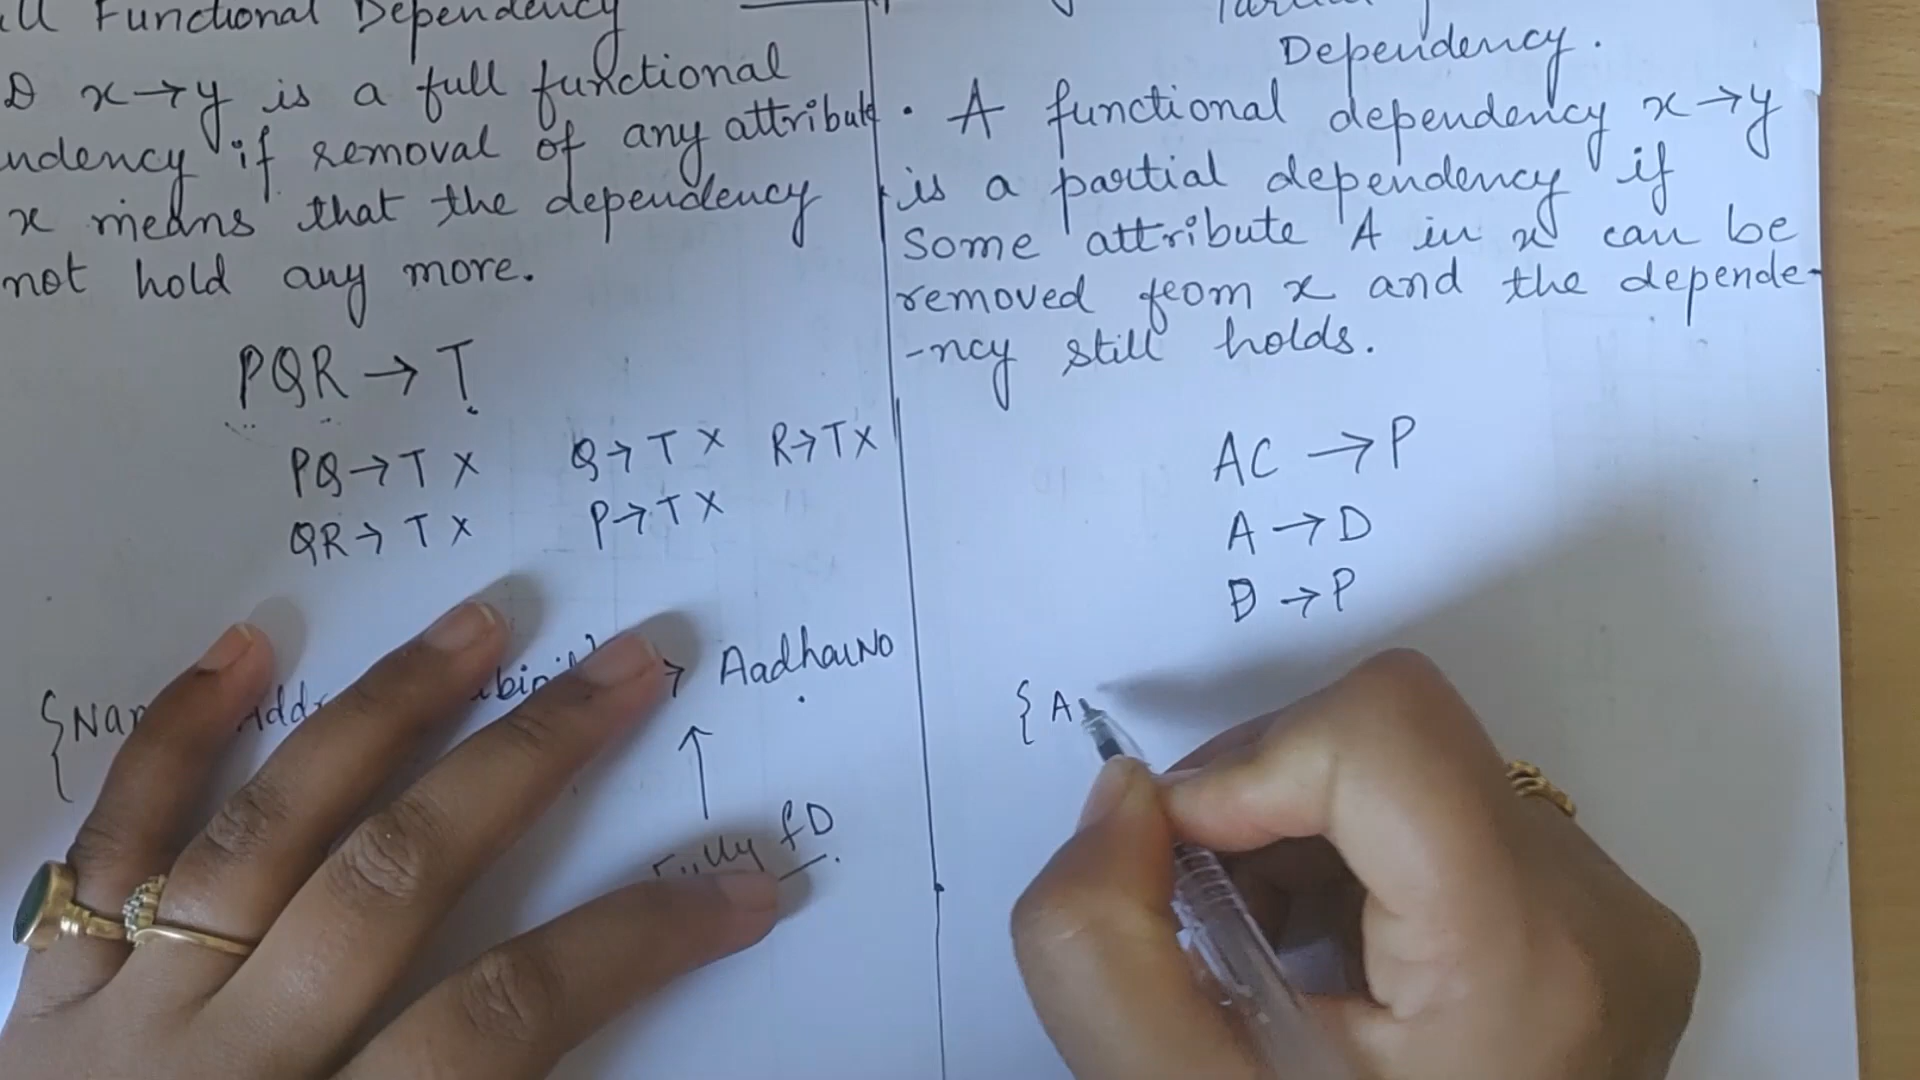 Functional Dependency
x→y is a full functional
if removal of any attribute
x means that the dependency
not hold any more.
PQR → T
PQ → T X
Q → T X
R → T X
QR → T X
P → T X
→ AadharNo
fD
Dependency.
• A functional dependency x→y
is a partial dependency if
Some attribute A in x can be
removed from x and the depende-
-ncy still holds.
AC → P
A → D
D → P
{ A